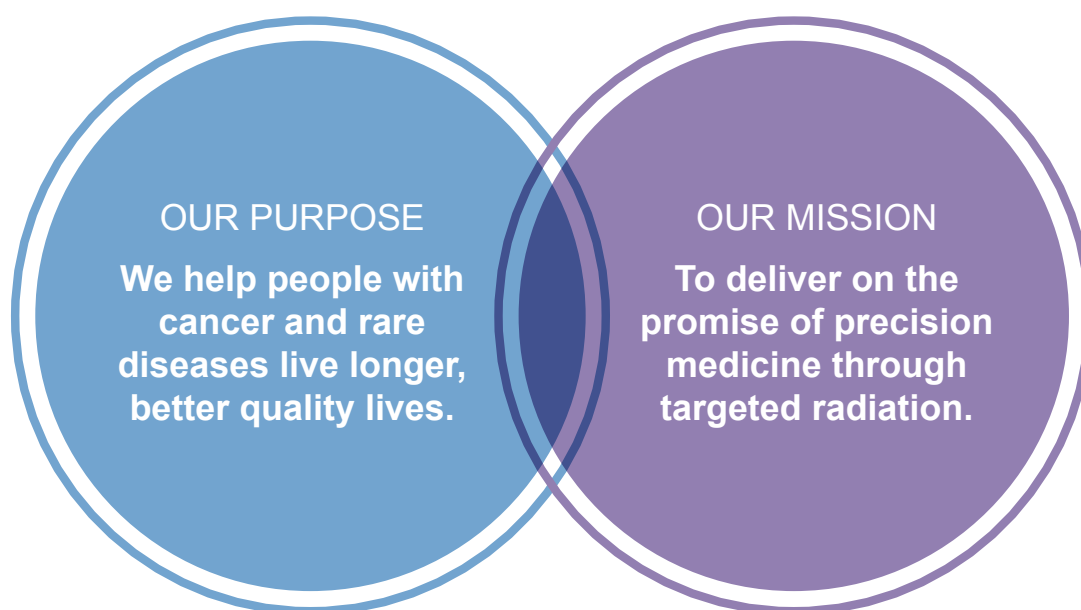 OUR PURPOSE
We help people with
cancer and rare
diseases live longer,
better quality lives.
OUR MISSION
To deliver on the
promise of precision
medicine through
targeted radiation.